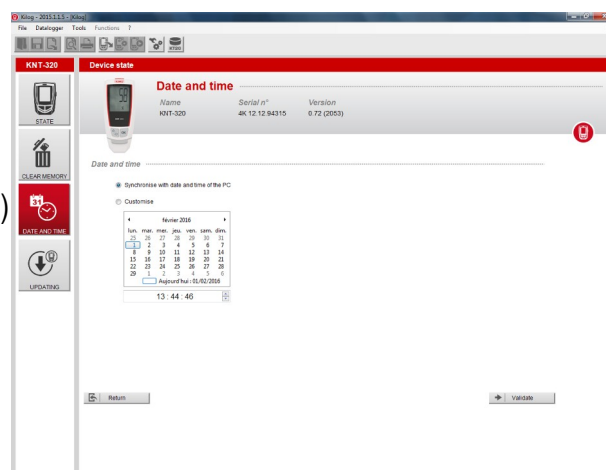 Kilog - 2015.1.1.5 - [Kilog]
File Datalogger Tools Functions ?
KNT-320
Device state
STATE
CLEAR MEMORY
DATE AND TIME
UPDATING
)
Date and time
Name Serial n° Version
KNT-320 4K 12.12.94315 0.72 (2053)
Date and time
Synchronise with date and time of the PC
Customise
février 2016
lun. mar. mer. jeu. ven. sam. dim.
25 26 27 28 29 30 31
1 2 3 4 5 6 7
8 9 10 11 12 13 14
15 16 17 18 19 20 21
22 23 24 25 26 27 28
29 1 2 3 4 5 6
Aujourd'hui : 01/02/2016
13 : 44 : 46
Return
Validate